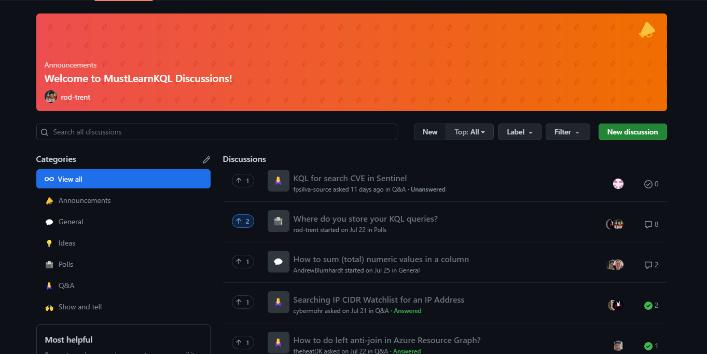 Announcements
Welcome to MustLearnKQL Discussions!
rod-trent
Search all discussions
New
Top: All
Label
Filter
New discussion
Categories
Discussions
View all
Announcements
General
Ideas
Polls
Q&A
Show and tell
Most helpful
1
KQL for search CVE in Sentinel
fpsilva-source asked 11 days ago in Q&A · Unanswered
0
2
Where do you store your KQL queries?
rod-trent started on Jul 22 in Polls
8
1
How to sum (total) numeric values in a column
AndrewBlumhardt started on Jul 25 in General
2
1
Searching IP CIDR Watchlist for an IP Address
cybermohr asked on Jul 21 in Q&A · Answered
2
1
How to do left anti-join in Azure Resource Graph?
theheatDK asked on Jul 22 in Q&A · Answered
1